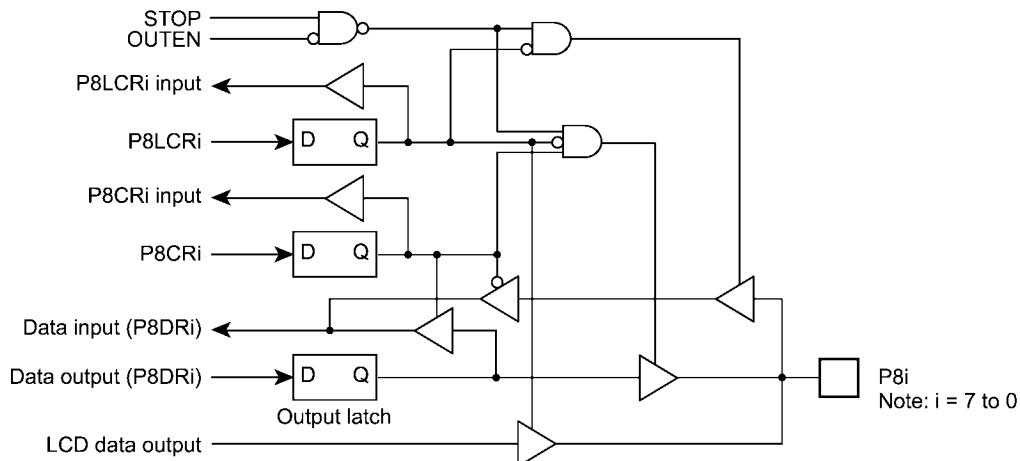 STOP
OUTEN
P8LCRi input
P8LCRi
D Q
P8CRi input
P8CRi
D Q
Data input (P8DRi)
Data output (P8DRi)
D Q
Output latch
P8i
Note: i = 7 to 0
LCD data output